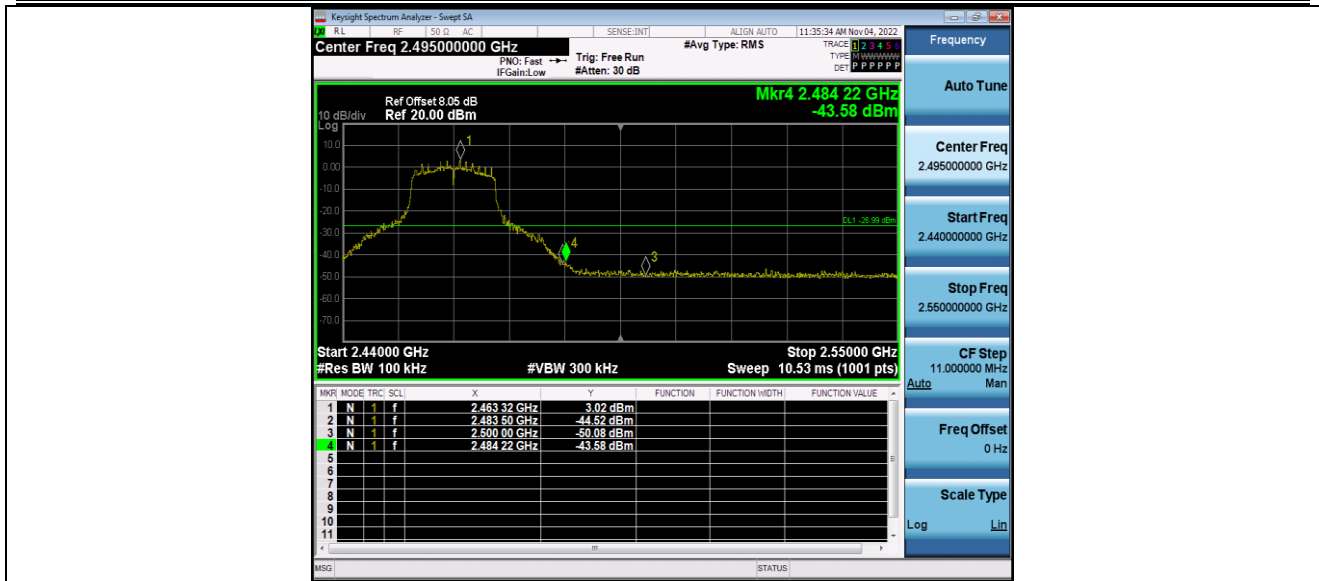 Keysight Spectrum Analyzer - Swept SA
RL RF 50 Ω AC SENSE:INT ALIGN AUTO 11:35:34 AM Nov 04, 2022
Center Freq 2.495000000 GHz #Avg Type: RMS TRACE 1 2 3 4 5 6
PNO: Fast Trig: Free Run TYPE M WWWWW
IFGain:Low #Atten: 30 dB DET P P P P P P
Mkr4 2.484 22 GHz
Ref Offset 8.05 dB
10 dB/div Ref 20.00 dBm -43.58 dBm
Log
1
10.0
0.00
-10.0
-20.0
DL1 -26.99 dBm
-30.0
4
-40.0
3
-50.0
-60.0
-70.0
Start 2.44000 GHz Stop 2.55000 GHz
#Res BW 100 kHz #VBW 300 kHz Sweep 10.53 ms (1001 pts)
MKR MODE TRC SCL X Y FUNCTION FUNCTION WIDTH FUNCTION VALUE
1 N 1 f 2.463 32 GHz 3.02 dBm
2 N 1 f 2.483 50 GHz -44.52 dBm
3 N 1 f 2.500 00 GHz -50.08 dBm
4 N 1 f 2.484 22 GHz -43.58 dBm
5
6
7
8
9
10
11
MSG STATUS
Frequency
Auto Tune
Center Freq
2.495000000 GHz
Start Freq
2.440000000 GHz
Stop Freq
2.550000000 GHz
CF Step
11.000000 MHz
Auto Man
Freq Offset
0 Hz
Scale Type
Log Lin